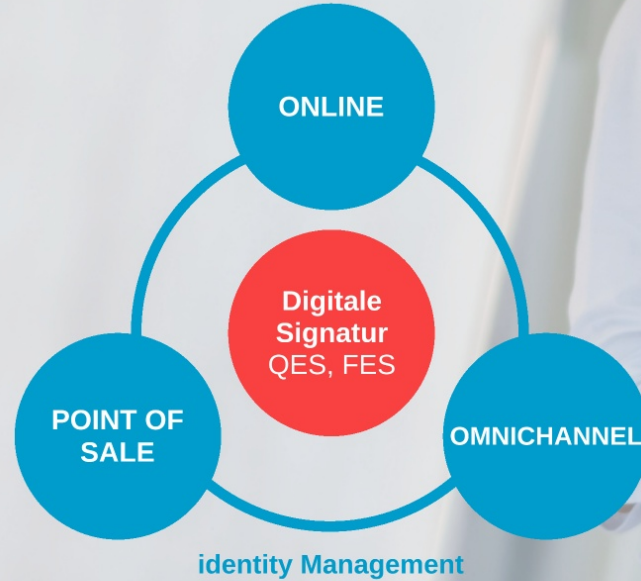 ONLINE
Digitale
Signatur
QES, FES
POINT OF
SALE
OMNICHANNEL
identity Management